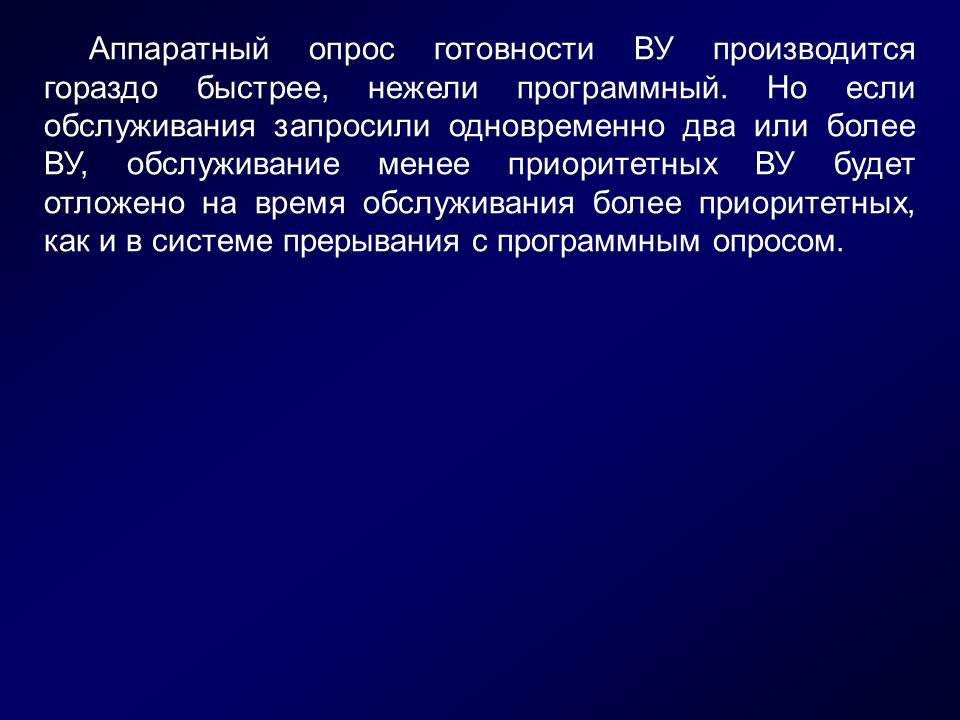 Аппаратный опрос готовности ВУ производится
гораздо быстрее, нежели программный. Но если
обслуживания запросили одновременно два или более
ВУ, обслуживание менее приоритетных ВУ будет
отложено на время обслуживания более приоритетных,
как и в системе прерывания с программным опросом.